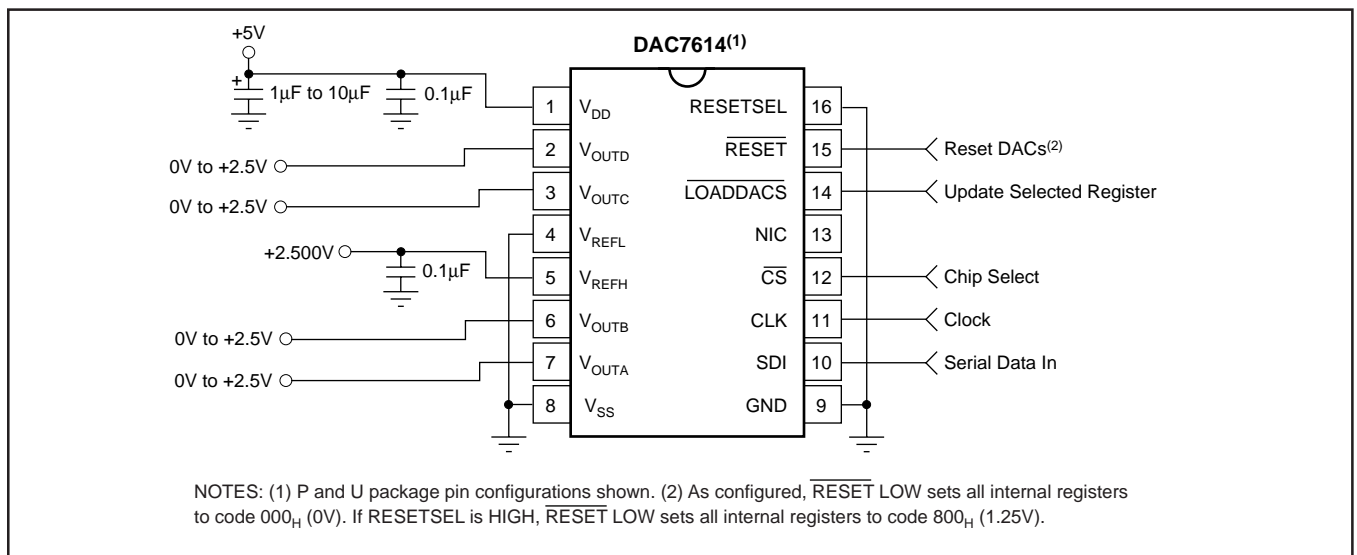 +5V
DAC7614(1)
+
1μF to 10μF
0.1μF
1 VDD
RESETSEL 16
0V to +2.5V
2 VOUTD
RESET 15
Reset DACs(2)
0V to +2.5V
3 VOUTC
LOADDACS 14
Update Selected Register
4 VREFL
NIC 13
+2.500V
0.1μF
5 VREFH
CS 12
Chip Select
0V to +2.5V
6 VOUTB
CLK 11
Clock
0V to +2.5V
7 VOUTA
SDI 10
Serial Data In
8 VSS
GND 9
NOTES: (1) P and U package pin configurations shown. (2) As configured, RESET LOW sets all internal registers
to code 000H (0V). If RESETSEL is HIGH, RESET LOW sets all internal registers to code 800H (1.25V).